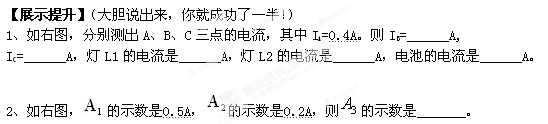 【展示提升】(大胆说出来，你就成功了一半!)
1、如右图，分别测出 A、B、C 三点的电流，其中 IA=0.4A。则 IB=______A,
IC=______A，灯 L1 的电流是______A，灯 L2 的电流是______A，电池的电流是______A。
2、如右图，A1 的示数是0.5A，A2的示数是0.2A，则 A3 的示数是_______。